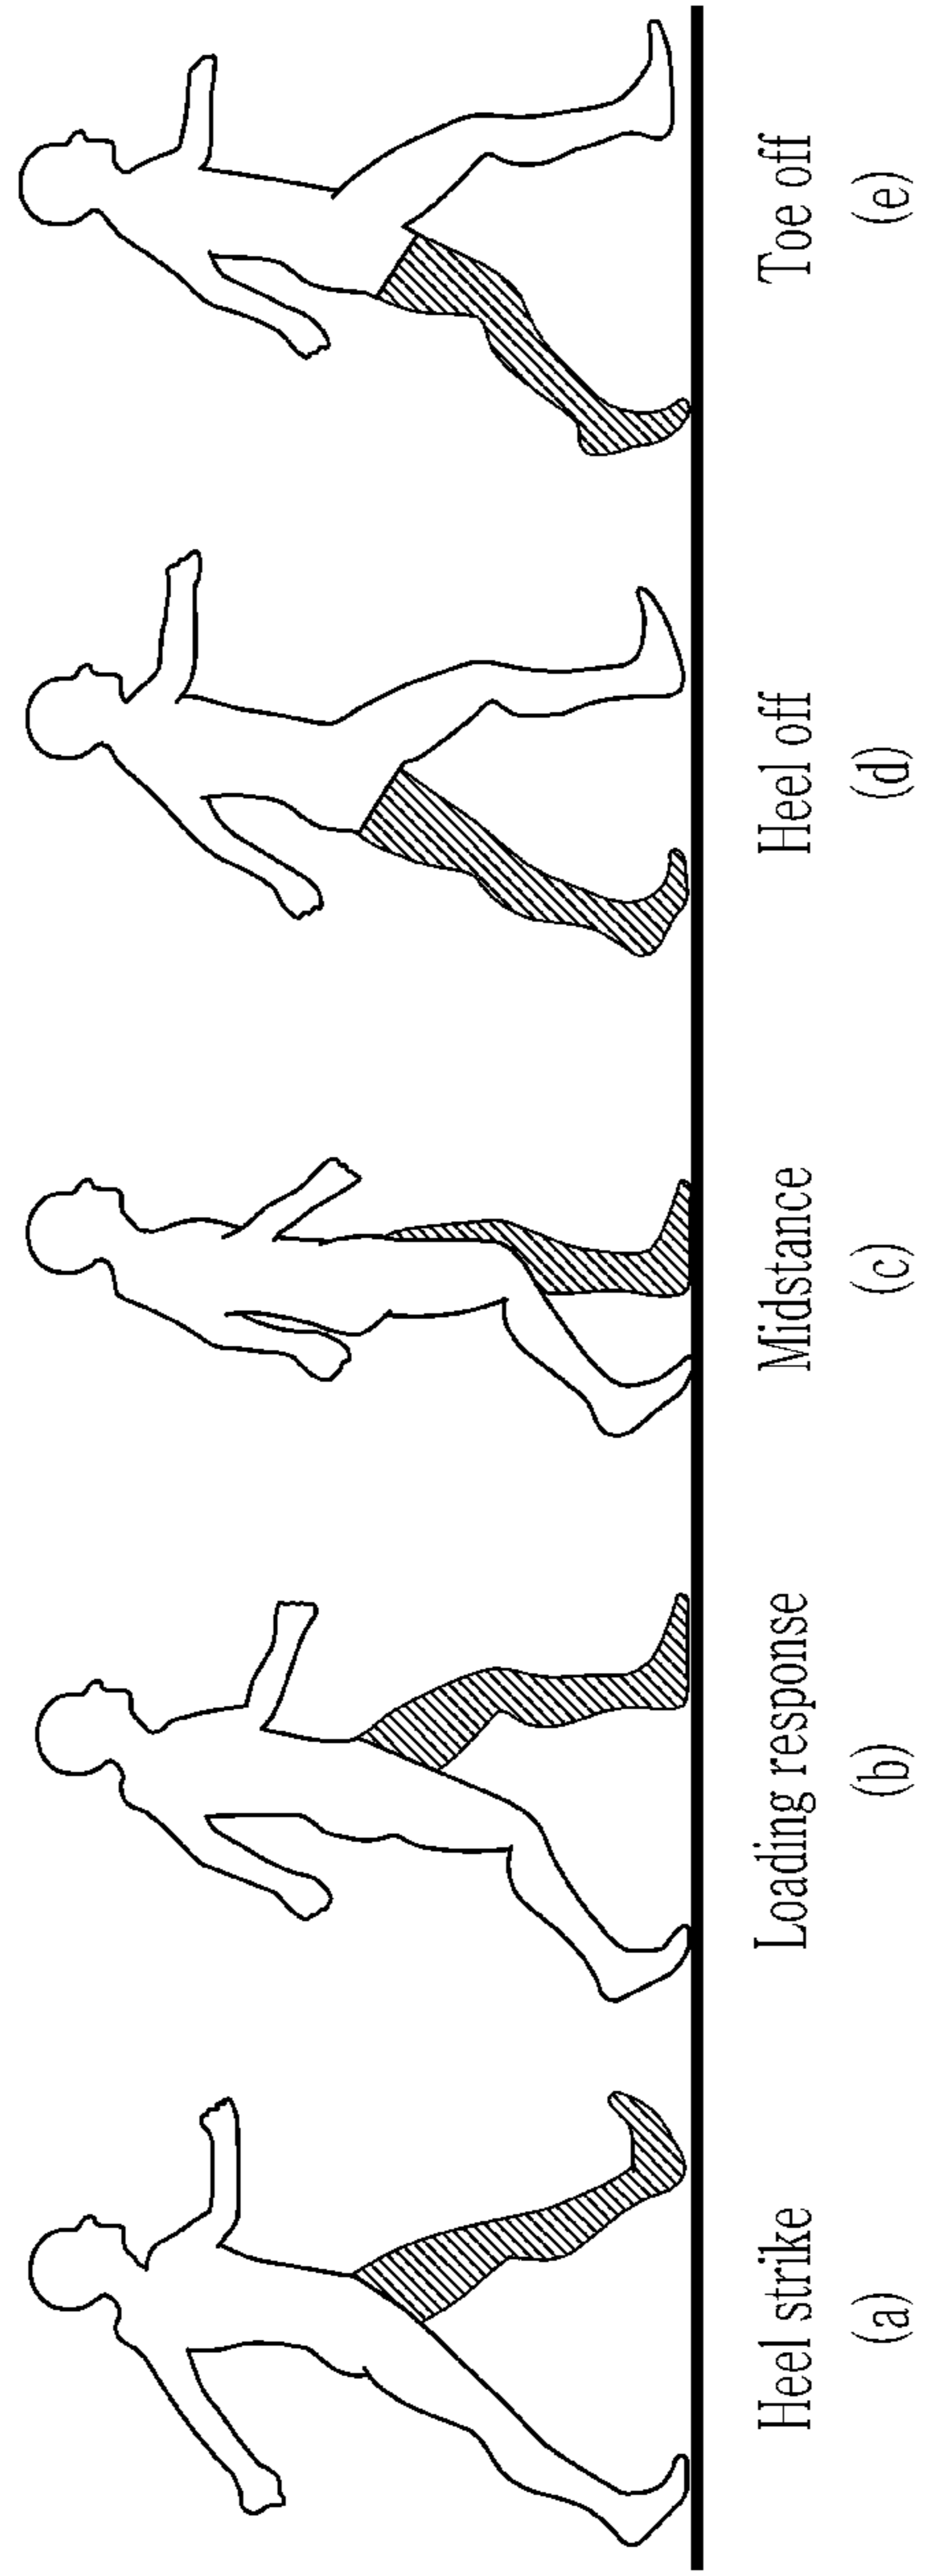 Heel strike
(a)
Loading response
(b)
Midstance
(c)
Heel off
(d)
Toe off
(e)